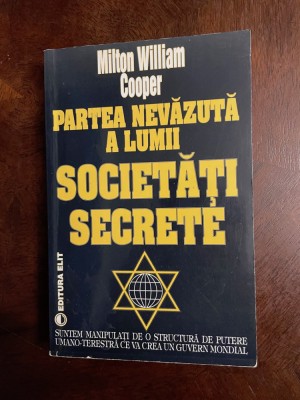 Milton William
Cooper
PARTEA NEVĂZUTĂ
A LUMII
SOCIETĂȚI
SECRETE
EDITURA ELIT
SUNTEM MANIPULAȚI DE O STRUCTURĂ DE PUTERE
UMANO-TERESTRĂ CE VA CREA UN GUVERN MONDIAL